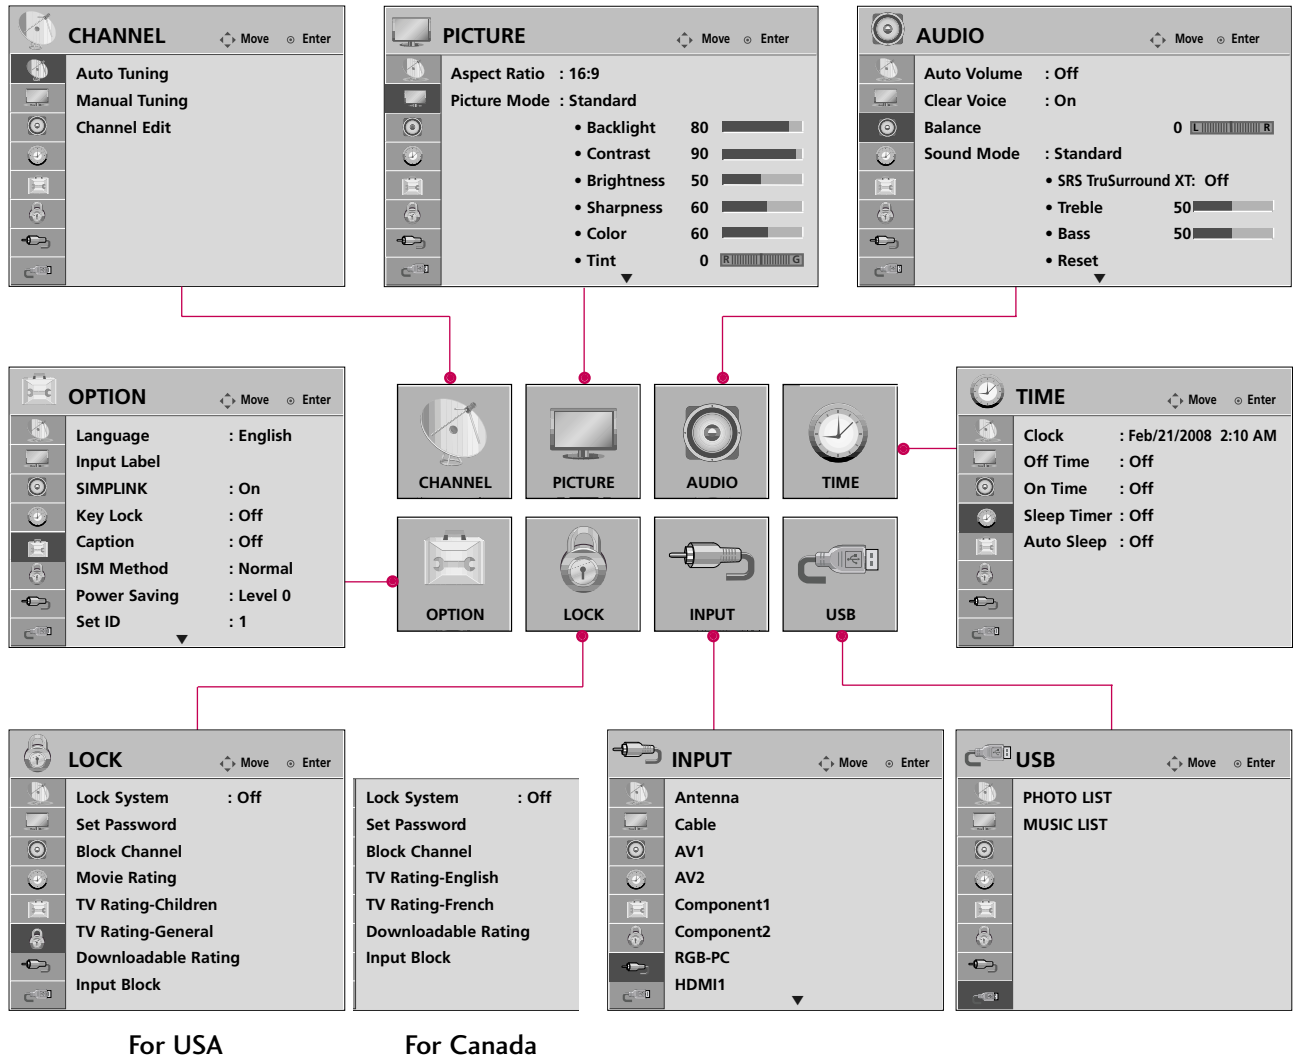 CHANNEL Move Enter
Auto Tuning
Manual Tuning
Channel Edit
PICTURE Move Enter
Aspect Ratio : 16:9
Picture Mode : Standard
• Backlight 80
• Contrast 90
• Brightness 50
• Sharpness 60
• Color 60
• Tint 0 R G
AUDIO Move Enter
Auto Volume : Off
Clear Voice : On
Balance 0 L R
Sound Mode : Standard
• SRS TruSurround XT: Off
• Treble 50
• Bass 50
• Reset
OPTION Move Enter
Language : English
Input Label
SIMPLINK : On
Key Lock : Off
Caption : Off
ISM Method : Normal
Power Saving : Level 0
Set ID : 1
CHANNEL
PICTURE
AUDIO
TIME
OPTION
LOCK
INPUT
USB
TIME Move Enter
Clock : Feb/21/2008 2:10 AM
Off Time : Off
On Time : Off
Sleep Timer : Off
Auto Sleep : Off
LOCK Move Enter
Lock System : Off
Set Password
Block Channel
Movie Rating
TV Rating-Children
TV Rating-General
Downloadable Rating
Input Block
For USA
Lock System : Off
Set Password
Block Channel
TV Rating-English
TV Rating-French
Downloadable Rating
Input Block
For Canada
INPUT Move Enter
Antenna
Cable
AV1
AV2
Component1
Component2
RGB-PC
HDMI1
USB Move Enter
PHOTO LIST
MUSIC LIST